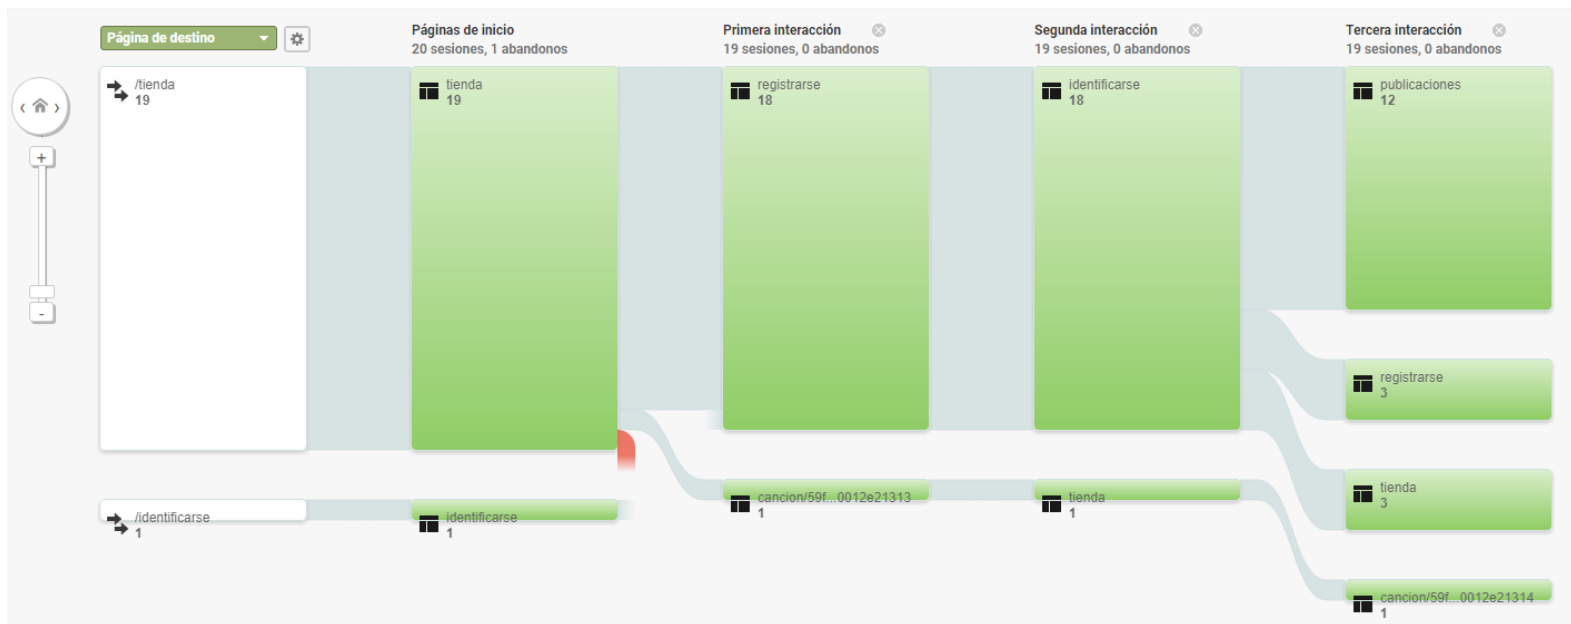 Página de destino
Páginas de inicio
20 sesiones, 1 abandonos
Primera interacción
19 sesiones, 0 abandonos
Segunda interacción
19 sesiones, 0 abandonos
Tercera interacción
19 sesiones, 0 abandonos
/tienda
19
tienda
19
registrarse
18
identificarse
18
publicaciones
12
+
-
registrarse
3
tienda
3
/identificarse
1
identificarse
1
cancion/59f...0012e21313
1
tienda
1
cancion/59f...0012e21314
1